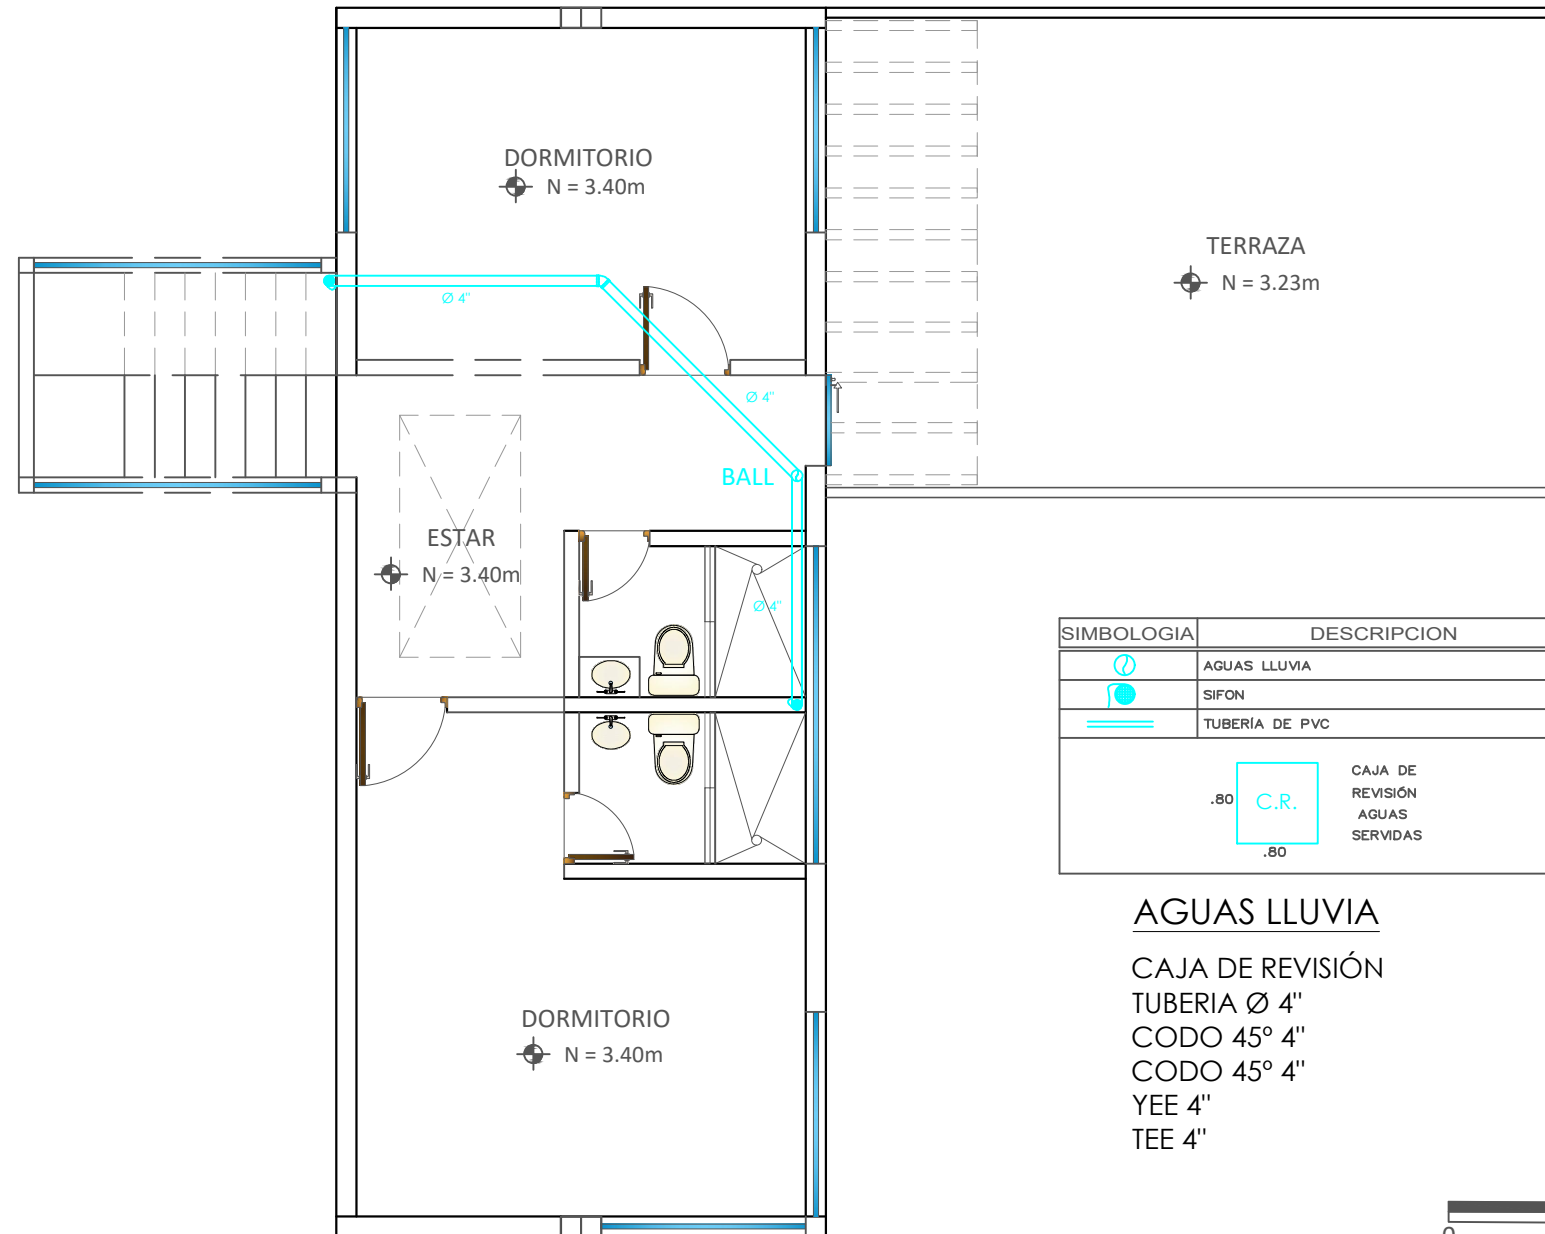 DORMITORIO
N = 3.40m
TERRAZA
N = 3.23m
Ø 4"
Ø 4"
BALL
ESTAR
N = 3.40m
Ø 4"
SIMBOLOGIA DESCRIPCION
AGUAS LLUVIA
SIFON
TUBERÍA DE PVC
.80
C.R.
.80
CAJA DE
REVISIÓN
AGUAS
SERVIDAS
AGUAS LLUVIA
CAJA DE REVISIÓN
TUBERIA Ø 4"
CODO 45º 4"
CODO 45º 4"
YEE 4"
TEE 4"
DORMITORIO
N = 3.40m